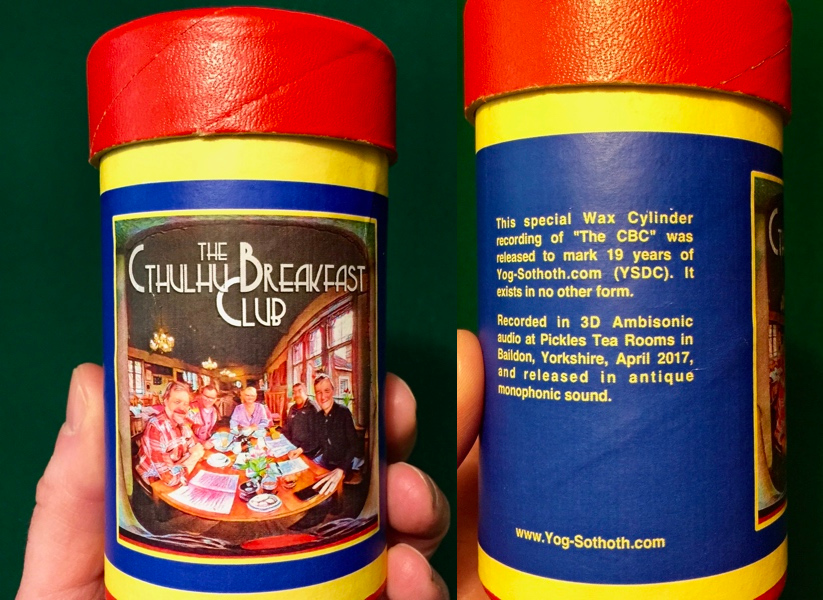 THE
CTHULHU BREAKFAST
CLUB
This special Wax Cylinder
recording of "The CBC" was
released to mark 19 years of
Yog-Sothoth.com (YSDC). It
exists in no other form.
Recorded in 3D Ambisonic
audio at Pickles Tea Rooms in
Baildon, Yorkshire, April 2017,
and released in antique
monophonic sound.
www.Yog-Sothoth.com